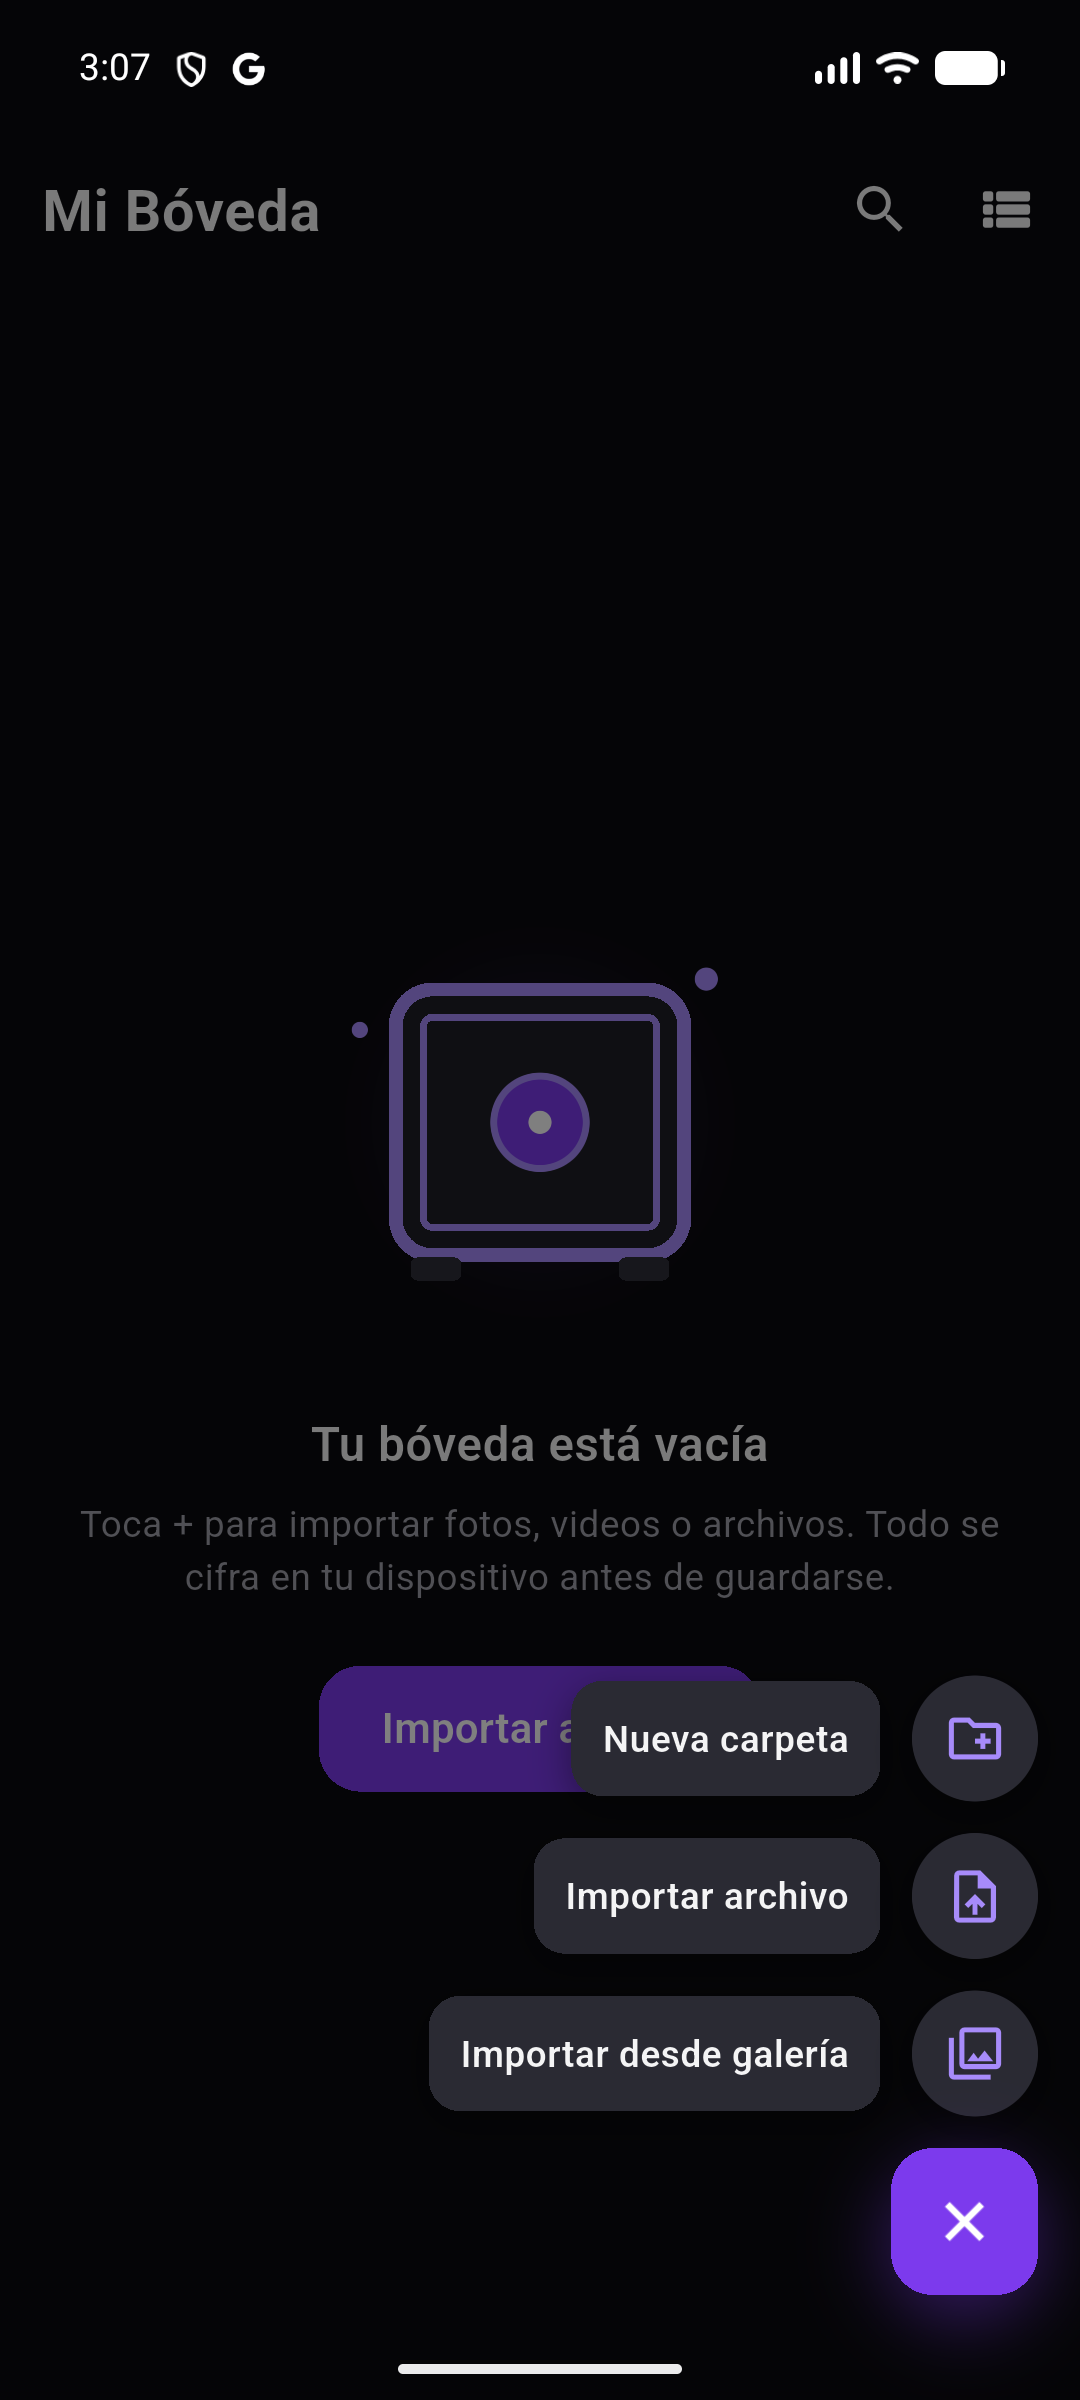 3:07
Mi Bóveda
Tu bóveda está vacía
Toca + para importar fotos, videos o archivos. Todo se
cifra en tu dispositivo antes de guardarse.
Importar
Nueva carpeta
Importar archivo
Importar desde galería